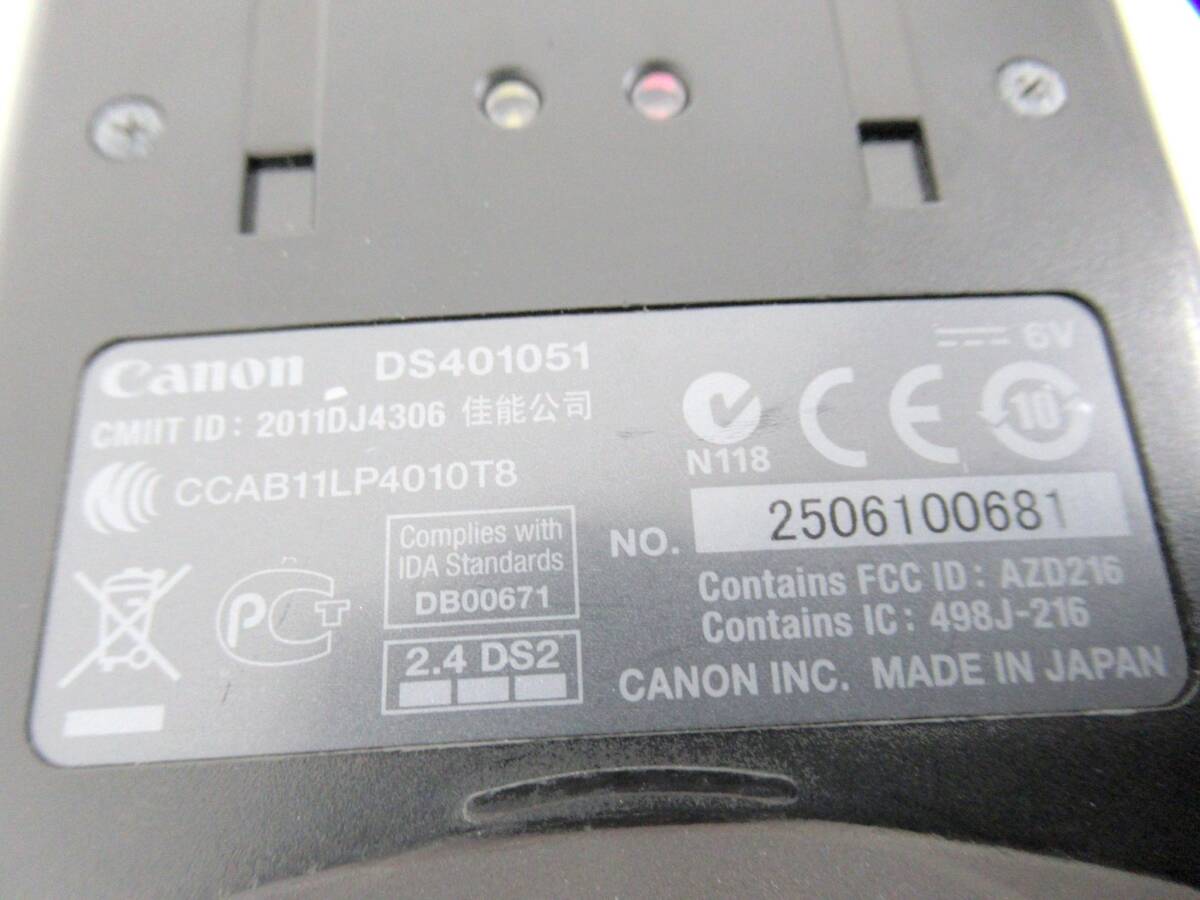 Canon DS401051
6V
CMIIT ID: 2011DJ4306 佳能公司
N118
CE
10
CCAB11LP4010T8
NO. 2506100681
Complies with
IDA Standards
DB00671
Contains FCC ID: AZD216
Contains IC: 498J-216
PCT
2.4 DS2
CANON INC. MADE IN JAPAN